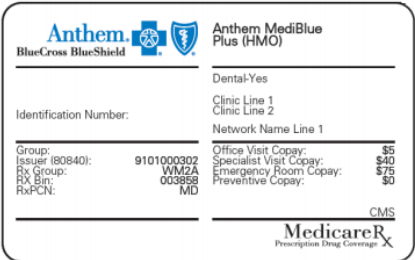 Anthem.
BlueCross BlueShield
Anthem MediBlue
Plus (HMO)
Dental-Yes
Clinic Line 1
Clinic Line 2
Identification Number:
Network Name Line 1
Group:
Issuer (80840): 9101000302
Rx Group: WM2A
RX Bin: 003858
RxPCN: MD
Office Visit Copay: $5
Specialist Visit Copay: $40
Emergency Room Copay: $75
Preventive Copay: $0
CMS
MedicareRx
Prescription Drug Coverage